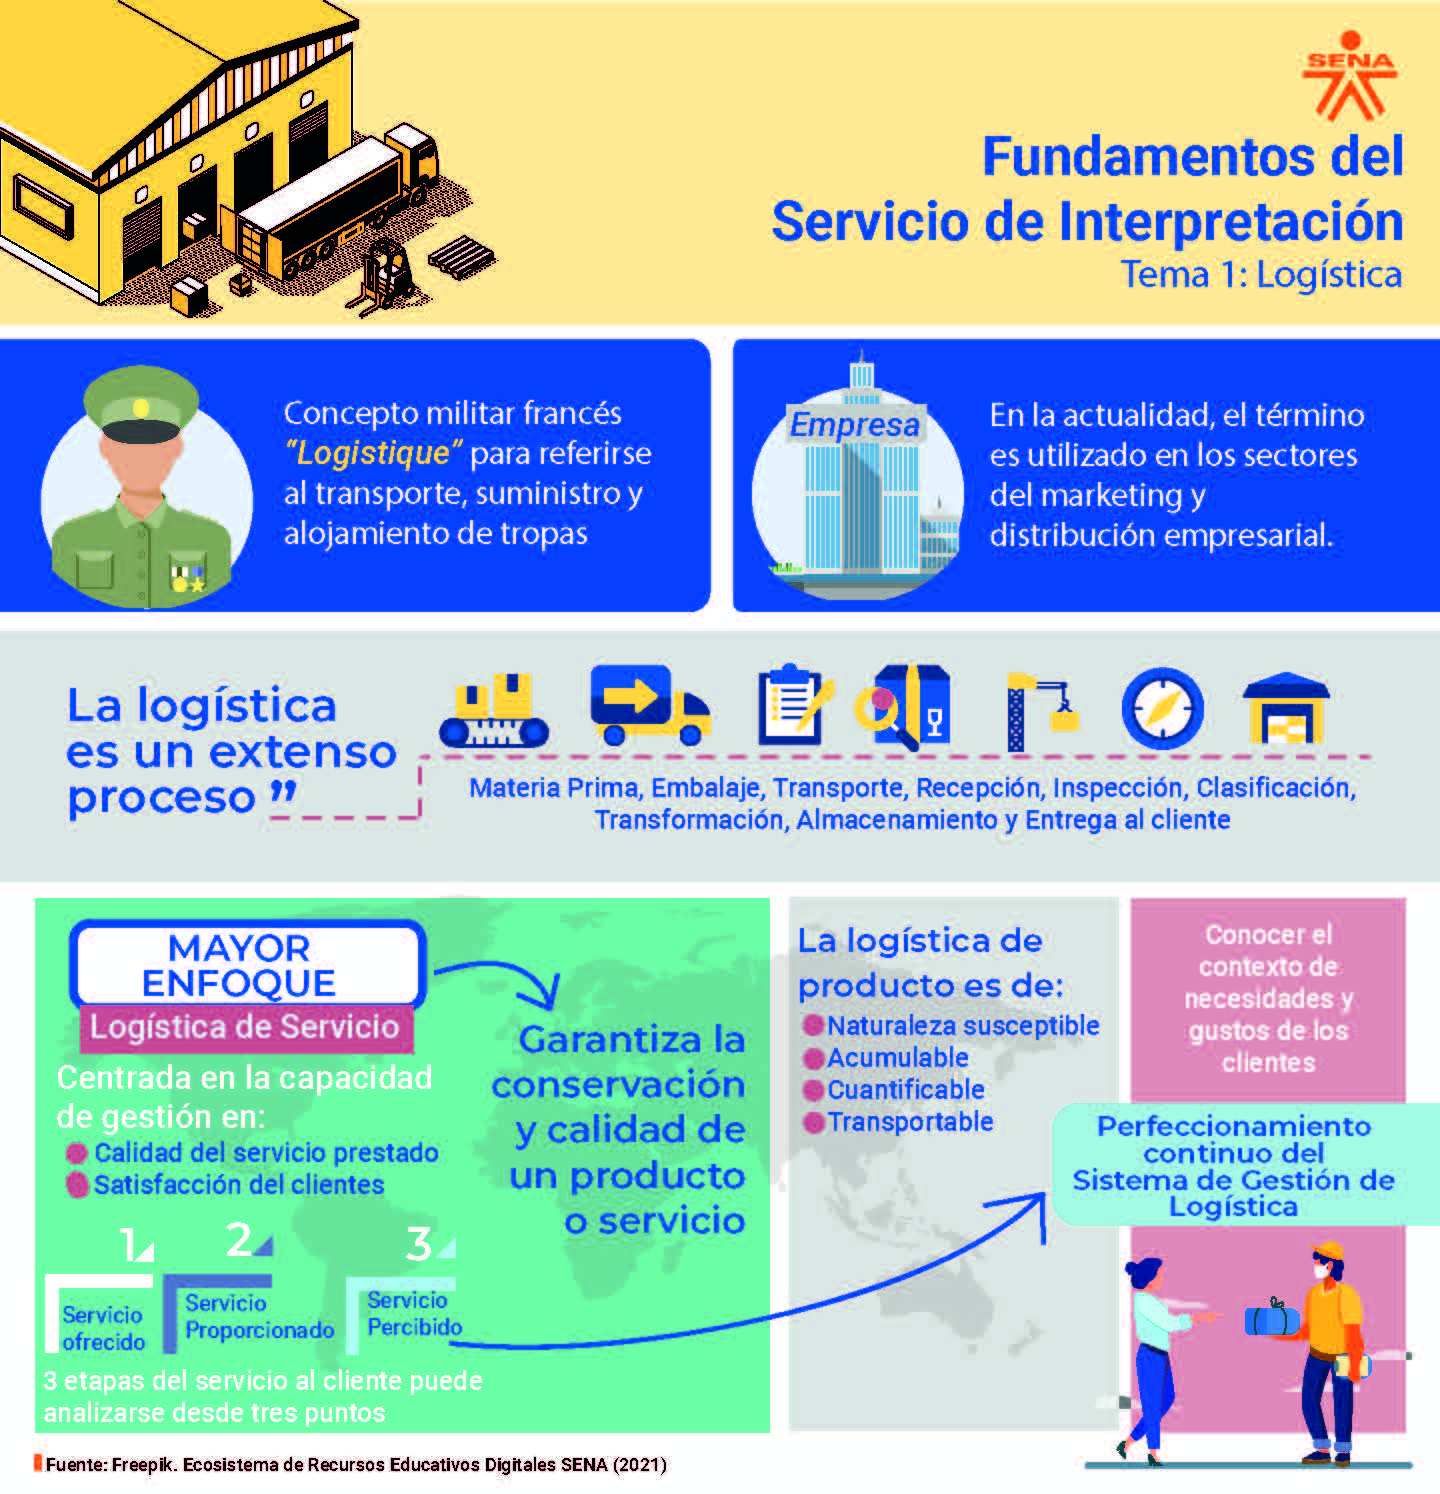 SENA
Fundamentos del
Servicio de Interpretación
Tema 1: Logística
Concepto militar francés
“Logistique” para referirse
al transporte, suministro y
alojamiento de tropas
Empresa
En la actualidad, el término
es utilizado en los sectores
del marketing y
distribución empresarial.
La logística
es un extenso
proceso ”
Materia Prima, Embalaje, Transporte, Recepción, Inspección, Clasificación,
Transformación, Almacenamiento y Entrega al cliente
MAYOR
ENFOQUE
Logística de Servicio
Centrada en la capacidad
de gestión en:
Calidad del servicio prestado
Satisfacción del clientes
Garantiza la
conservación
y calidad de
un producto
o servicio
1
Servicio
ofrecido
2
Servicio
Proporcionado
3
Servicio
Percibido
3 etapas del servicio al cliente puede
analizarse desde tres puntos
La logística de
producto es de:
Naturaleza susceptible
Acumulable
Cuantificable
Transportable
Conocer el
contexto de
necesidades y
gustos de los
clientes
Perfeccionamiento
continuo del
Sistema de Gestión de
Logística
Fuente: Freepik. Ecosistema de Recursos Educativos Digitales SENA (2021)